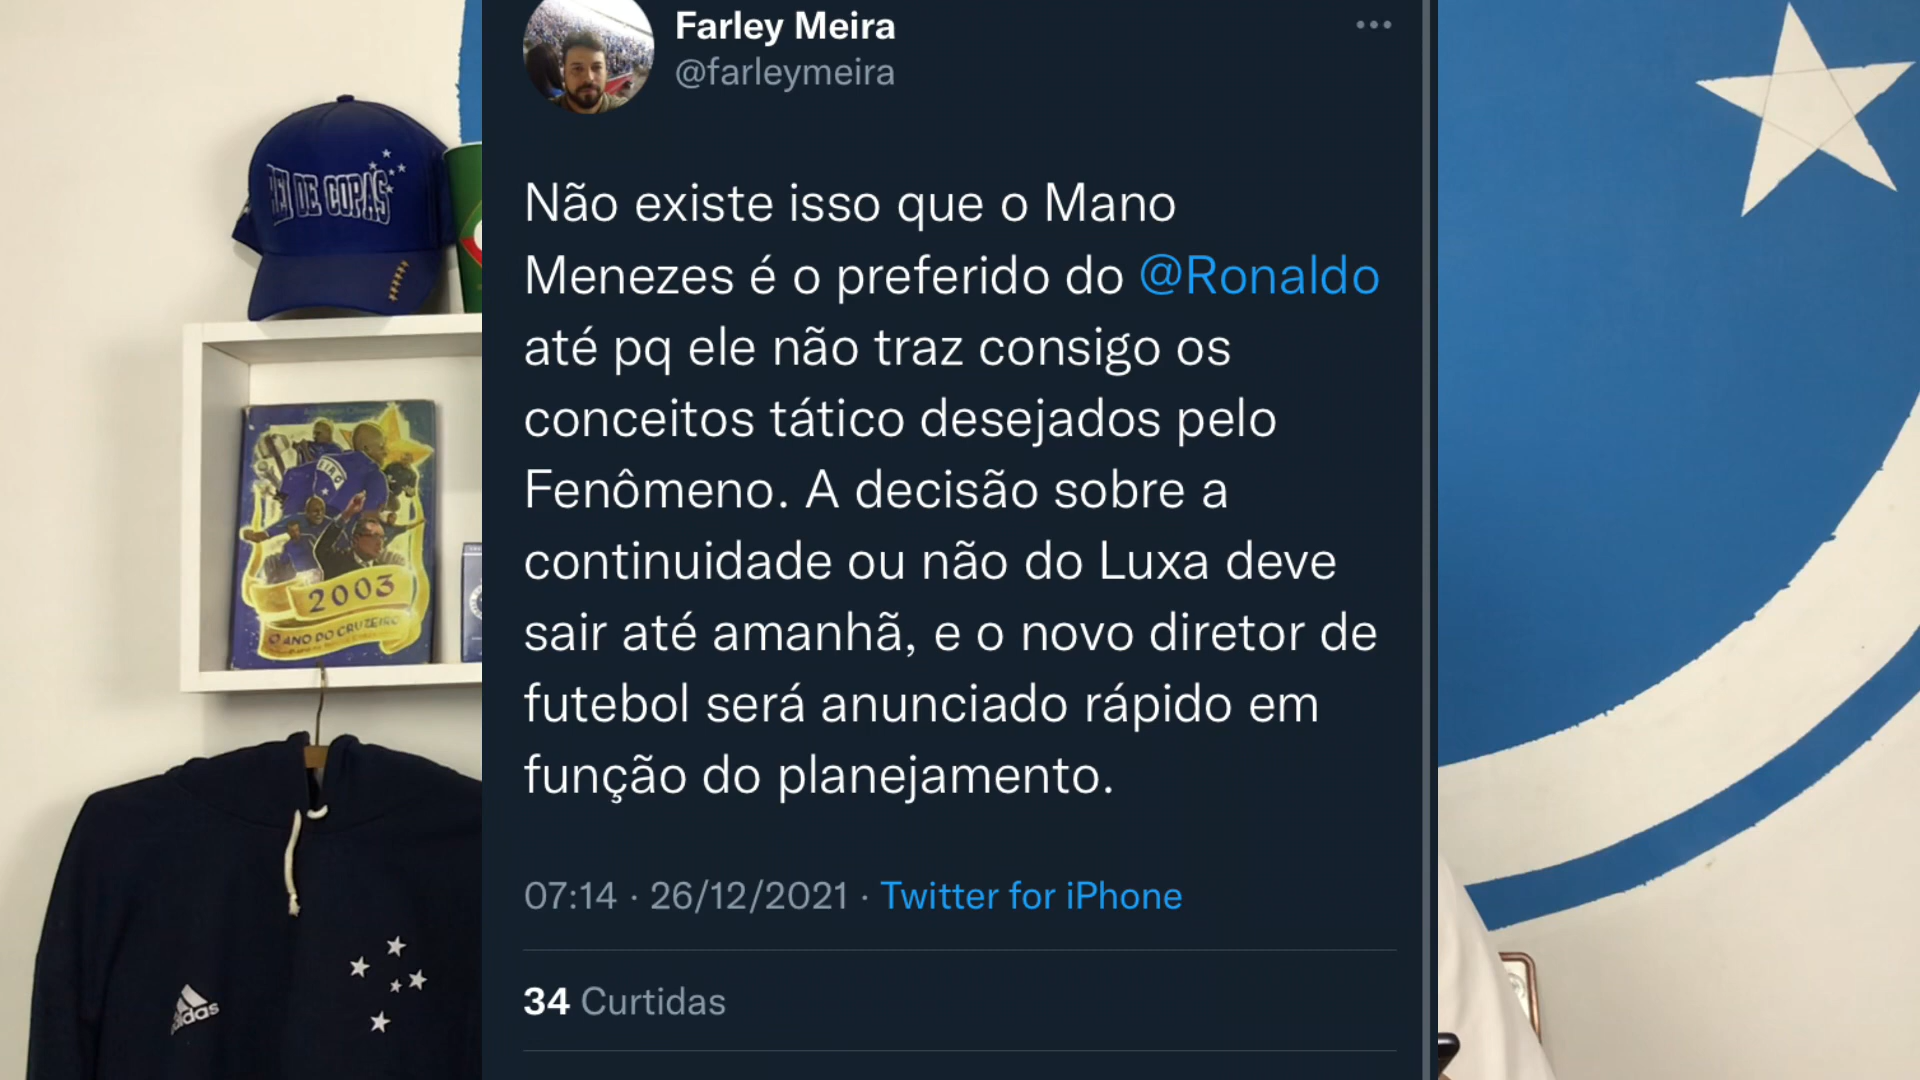 Farley Meira
@farleymeira
Não existe isso que o Mano
Menezes é o preferido do @Ronaldo
até pq ele não traz consigo os
conceitos tático desejados pelo
Fenômeno. A decisão sobre a
continuidade ou não do Luxa deve
sair até amanhã, e o novo diretor de
futebol será anunciado rápido em
função do planejamento.
07:14 · 26/12/2021 · Twitter for iPhone
34 Curtidas
REI DE COPAS
2003
O ANO DO CRUZEIRO
adidas